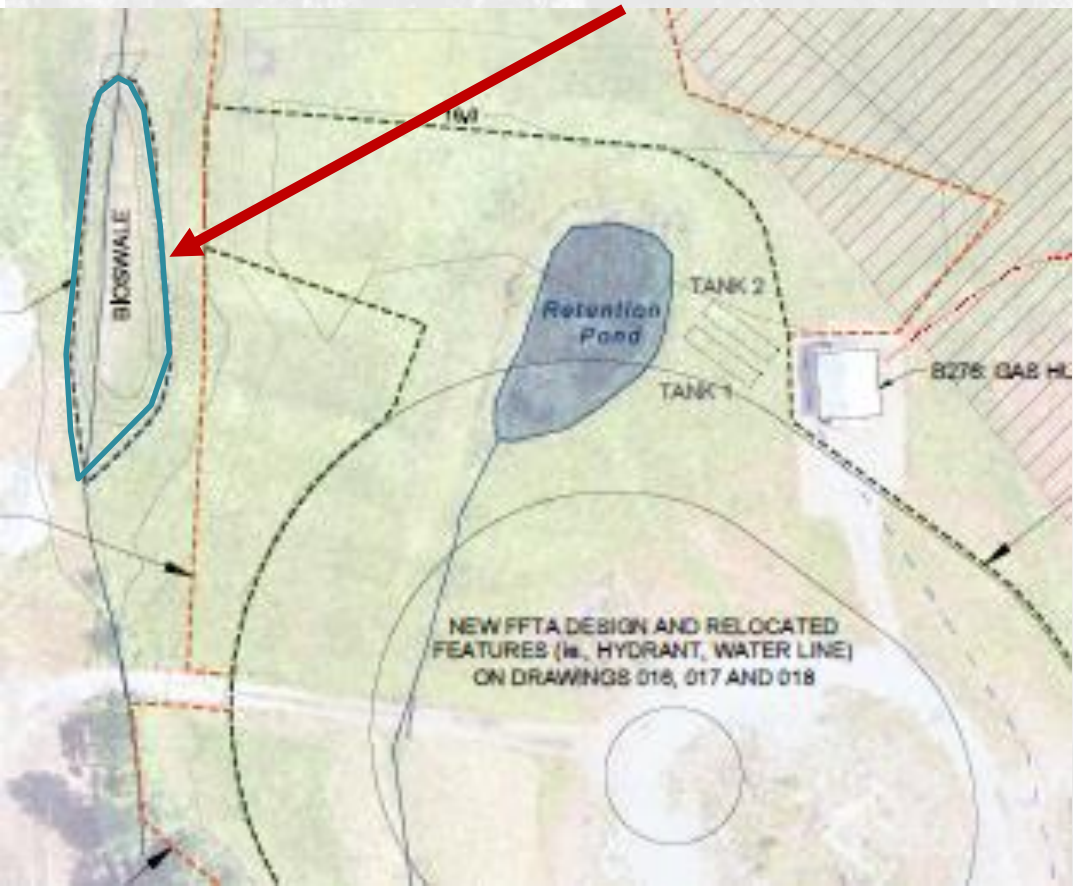 BIOSWALE
Retention
Pond
TANK 2
TANK 1
B276: GAS
NEW FFTA DESIGN AND RELOCATED
FEATURES (ie., HYDRANT, WATER LINE)
ON DRAWINGS 016, 017 AND 018